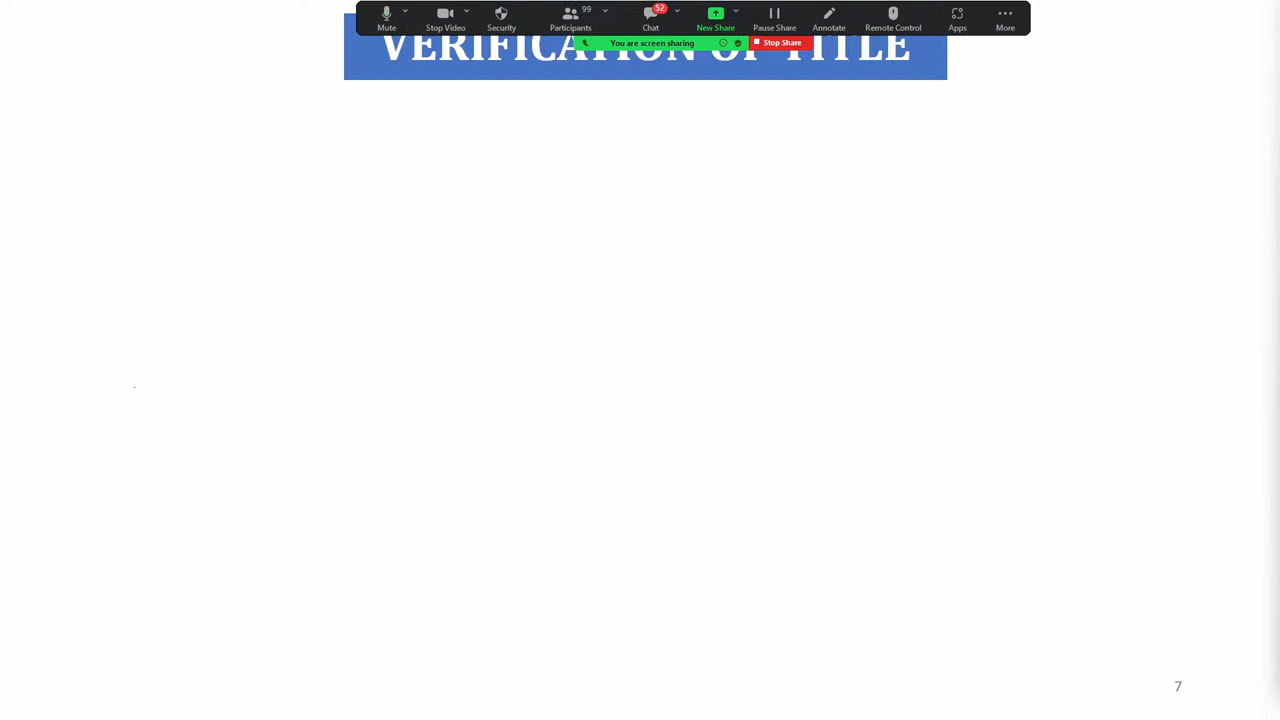 99
52
Mute
Stop Video
Security
Participants
Chat
New Share
Pause Share
Annotate
Remote Control
Apps
More
You are screen sharing
Stop Share
VERIFICATION OF TITLE
7